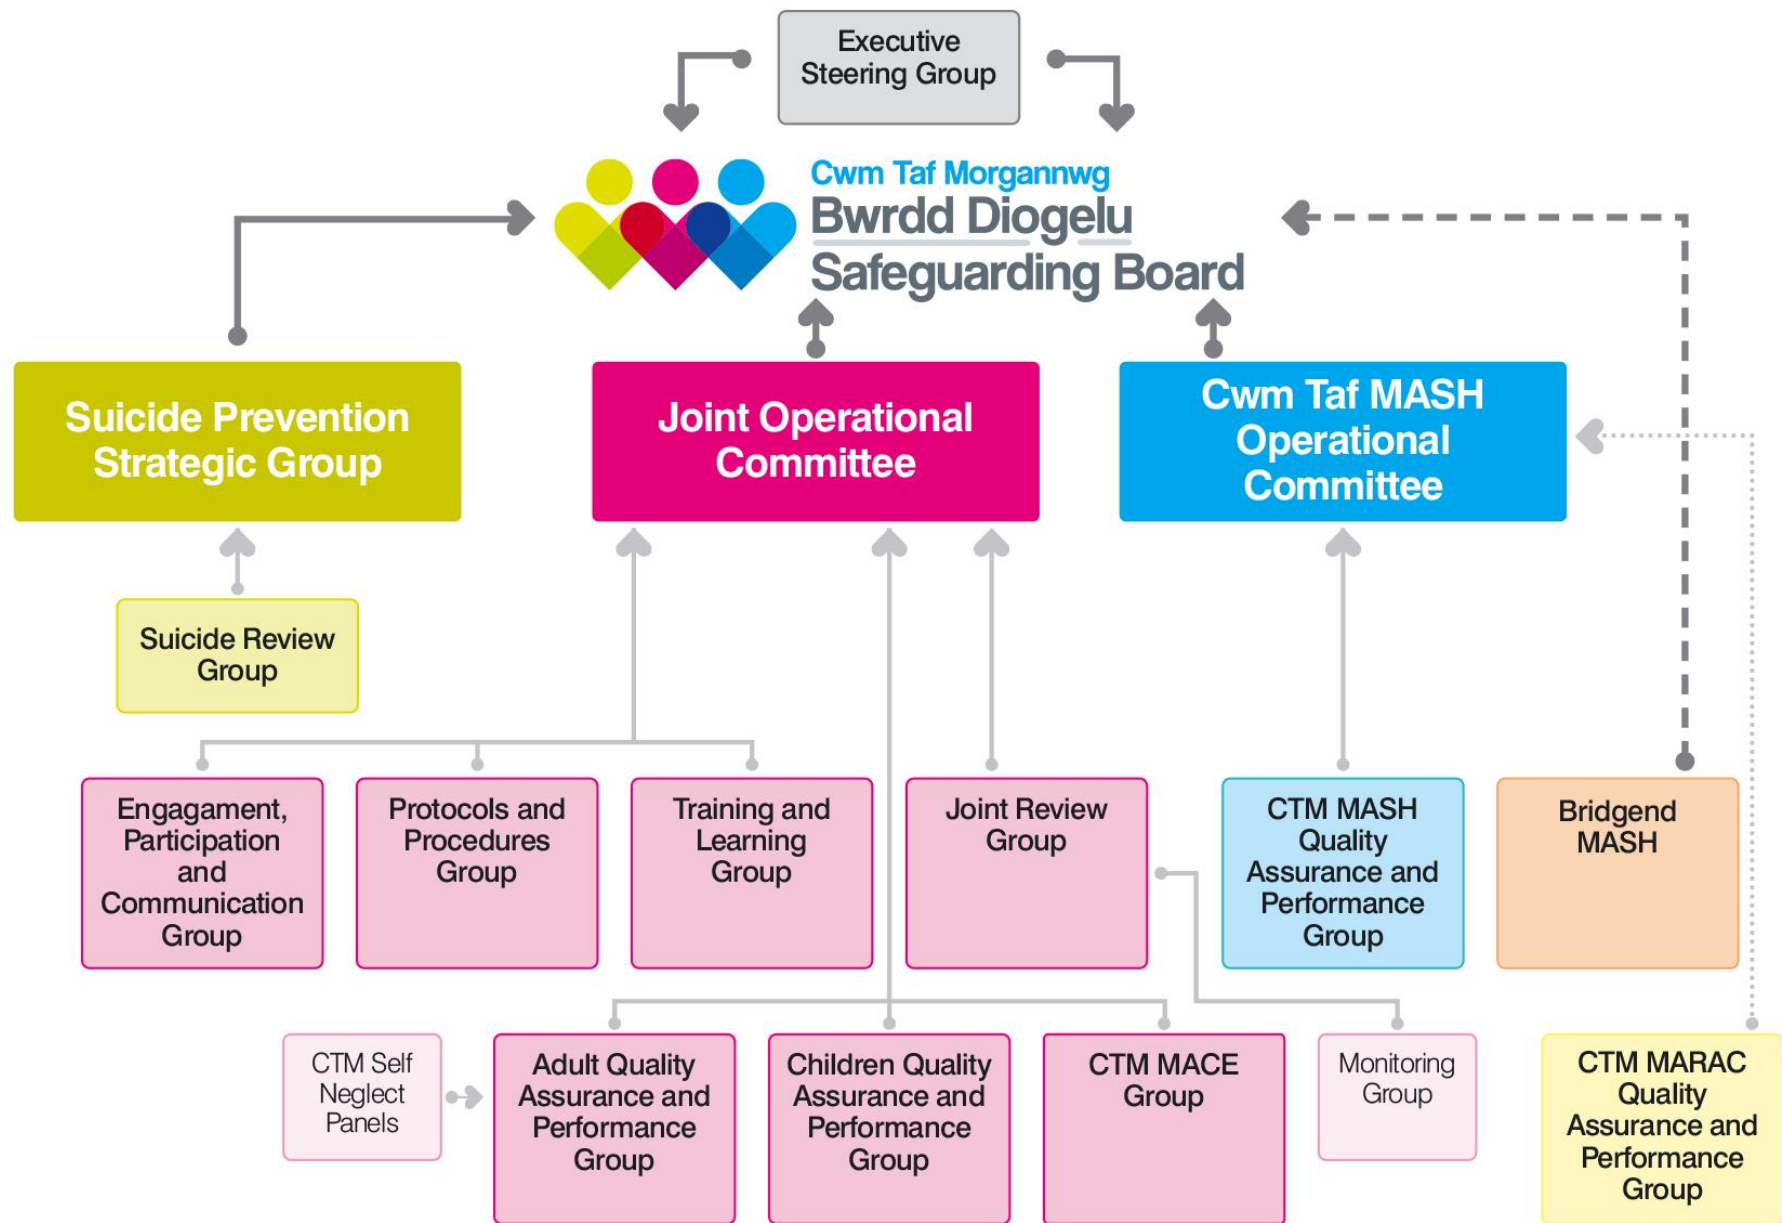 Executive
Steering Group
Cwm Taf Morgannwg
Bwrdd Diogelu
Safeguarding Board
Suicide Prevention
Strategic Group
Joint Operational
Committee
Cwm Taf MASH
Operational
Committee
Suicide Review
Group
Engagament,
Participation
and
Communication
Group
Protocols and
Procedures
Group
Training and
Learning
Group
Joint Review
Group
CTM MASH
Quality
Assurance and
Performance
Group
Bridgend
MASH
CTM Self
Neglect
Panels
Adult Quality
Assurance and
Performance
Group
Children Quality
Assurance and
Performance
Group
CTM MACE
Group
Monitoring
Group
CTM MARAC
Quality
Assurance and
Performance
Group